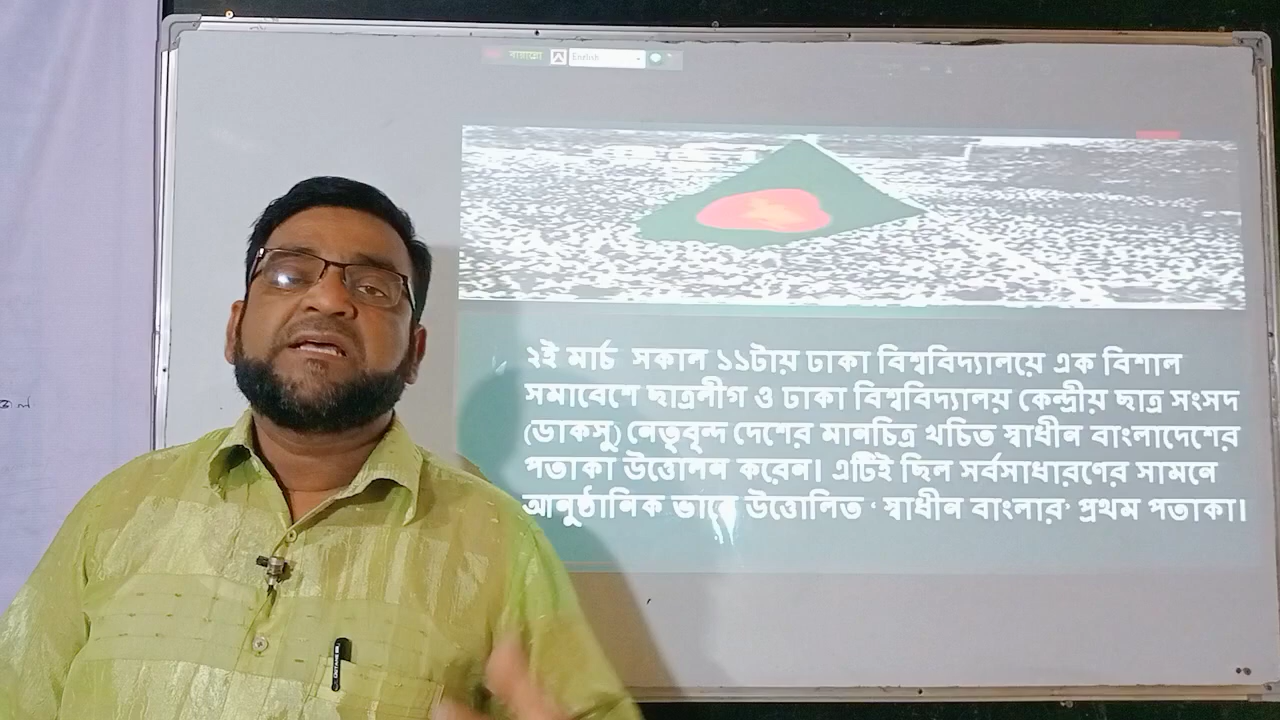 বায়ান্নো English
২ই মার্চ সকাল ১১টায় ঢাকা বিশ্ববিদ্যালয়ে এক বিশাল
সমাবেশে ছাত্রলীগ ও ঢাকা বিশ্ববিদ্যালয় কেন্দ্রীয় ছাত্র সংসদ
(ডাকসু) নেতৃবৃন্দ দেশের মানচিত্র খচিত স্বাধীন বাংলাদেশের
পতাকা উত্তোলন করেন। এটিই ছিল সর্বসাধারণের সামনে
আনুষ্ঠানিক ভাবে উত্তোলিত ‘স্বাধীন বাংলার’ প্রথম পতাকা।